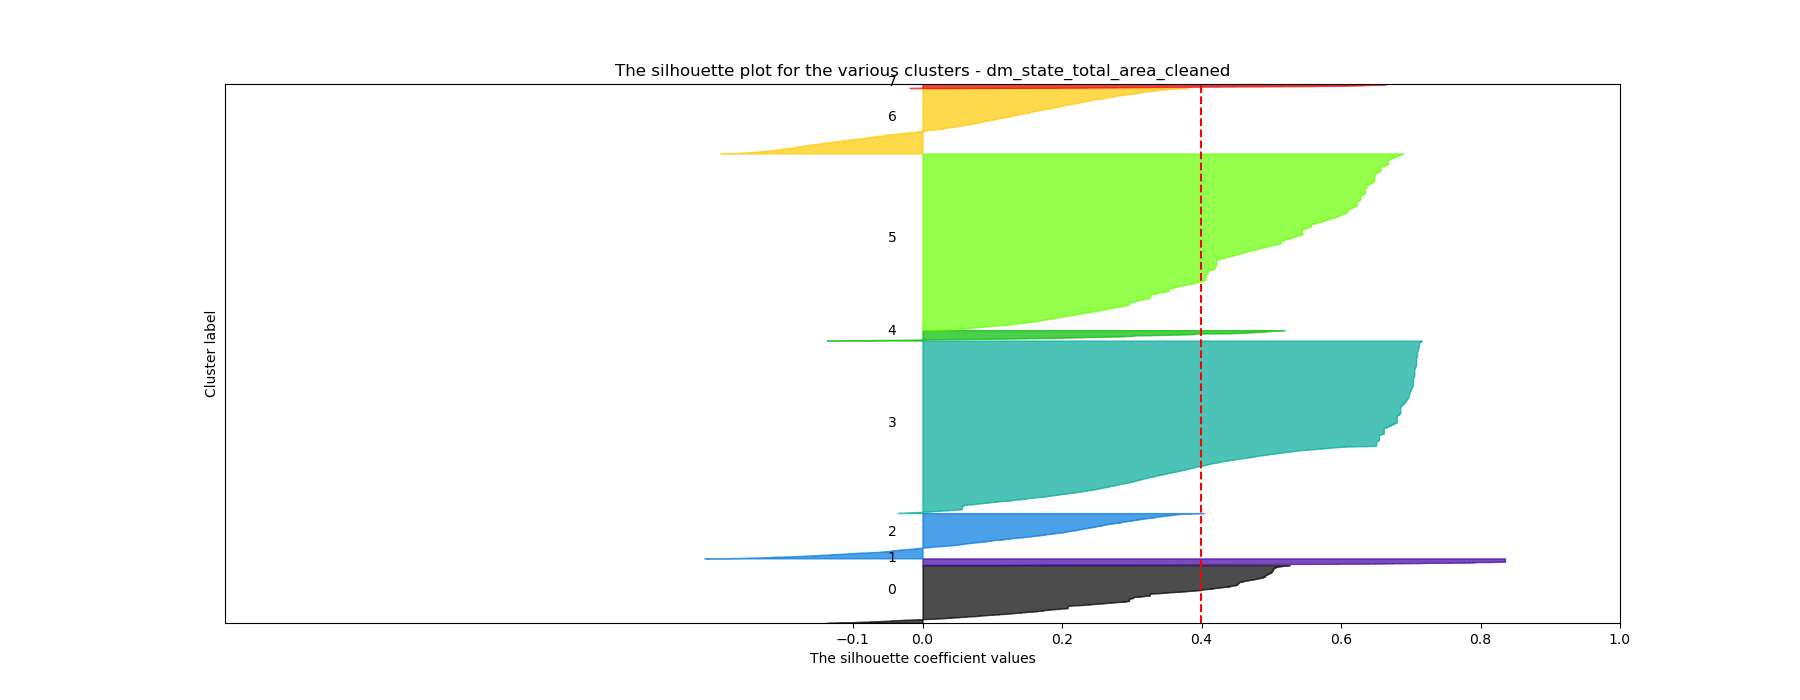 The silhouette plot for the various clusters - dm_state_total_area_cleaned
7
6
5
4
3
2
1
0
Cluster label
−0.1 0.0 0.2 0.4 0.6 0.8 1.0
The silhouette coefficient values